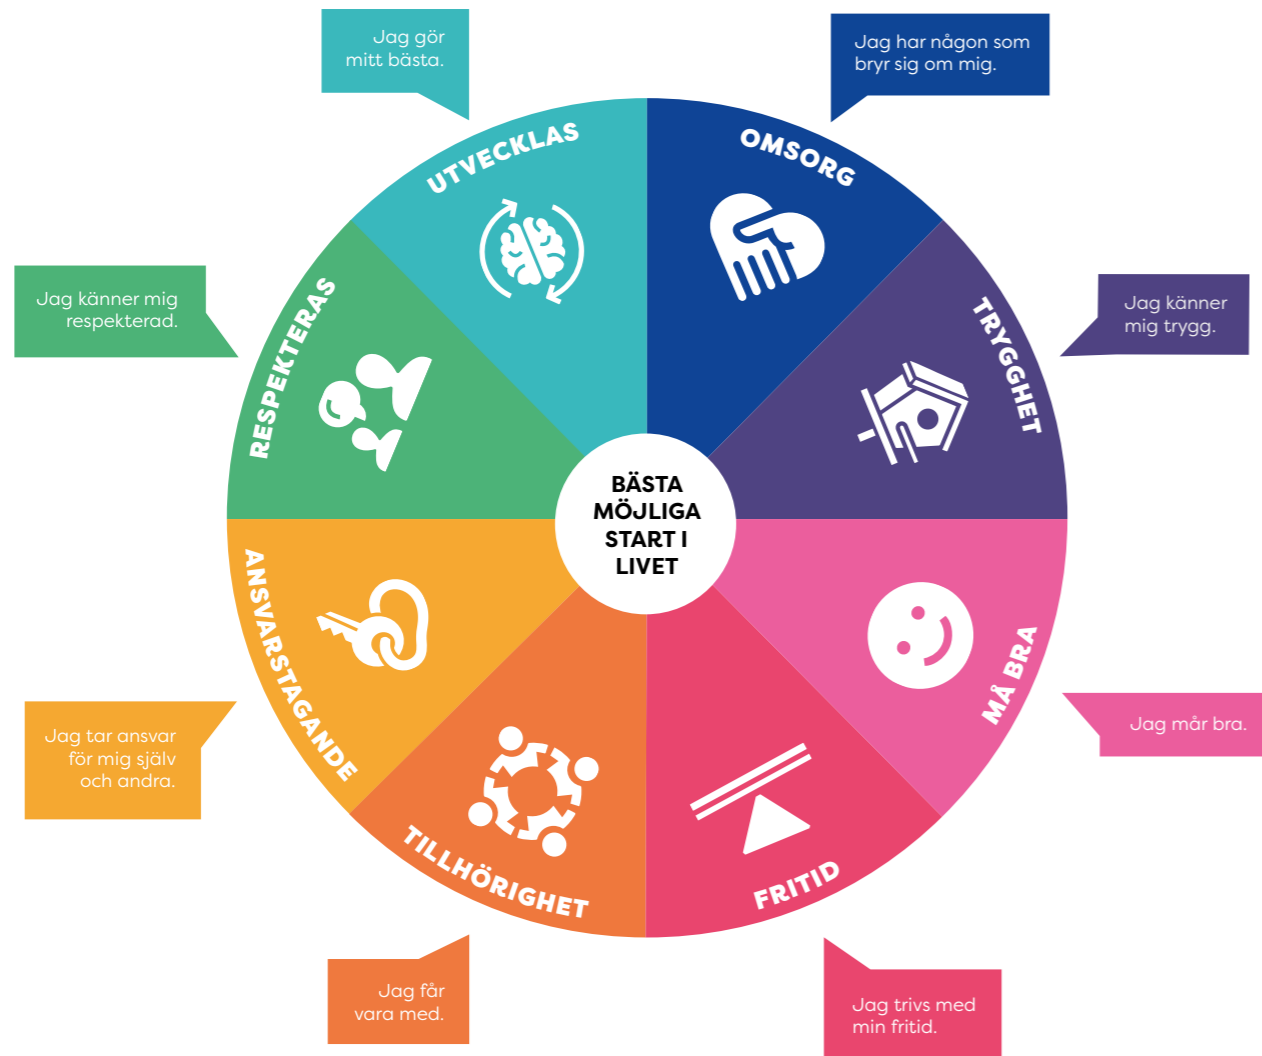 Jag gör
mitt bästa.
Jag har någon som
bryr sig om mig.
UTVECKLAS
OMSORG
Jag känner mig
respekterad.
RESPEKTERAS
TRYGGHET
Jag känner
mig trygg.
BÄSTA
MÖJLIGA
START I
LIVET
ANSVARSTAGANDE
MÅ BRA
Jag tar ansvar
för mig själv
och andra.
Jag mår bra.
TILLHÖRIGHET
FRITID
Jag får
vara med.
Jag trivs med
min fritid.